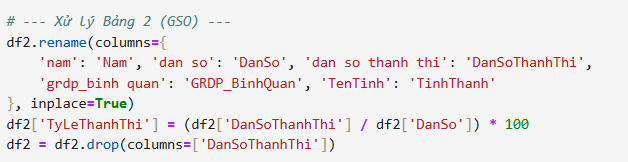 # --- Xử lý Bảng 2 (GSO) ---
df2.rename(columns={
    'nam': 'Nam', 'dan so': 'DanSo', 'dan so thanh thi': 'DanSoThanhThi',
    'grdp_binh quan': 'GRDP_BinhQuan', 'TenTinh': 'TinhThanh'
}, inplace=True)
df2['TyLeThanhThi'] = (df2['DanSoThanhThi'] / df2['DanSo']) * 100
df2 = df2.drop(columns=['DanSoThanhThi'])